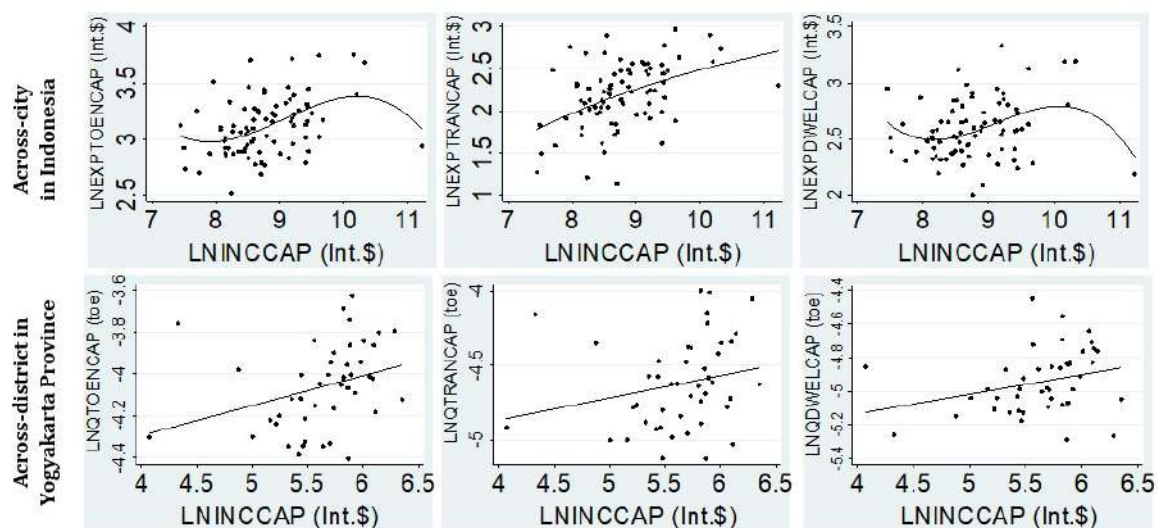 Across-city
in Indonesia
LNEXPTOENCAP (Int.$)
2.5 3 3.5 4
7 8 9 10 11
LNINCCAP (Int.$)
LNEXPTRANCAP (Int.$)
1 1.5 2 2.5 3
7 8 9 10 11
LNINCCAP (Int.$)
LNEXPDWELCAP (Int.$)
2 2.5 3 3.5
7 8 9 10 11
LNINCCAP (Int.$)
Across-district in
Yogyakarta Province
LNQTOENCAP (toe)
-4.4 -4.2 -4 -3.8 -3.6
4 4.5 5 5.5 6 6.5
LNINCCAP (Int.$)
LNQTRANCAP (toe)
-5 -4.5 -4
4 4.5 5 5.5 6 6.5
LNINCCAP (Int.$)
LNQDWELCAP (toe)
-5.4 -5.2 -5 -4.8 -4.6 -4.4
4 4.5 5 5.5 6 6.5
LNINCCAP (Int.$)